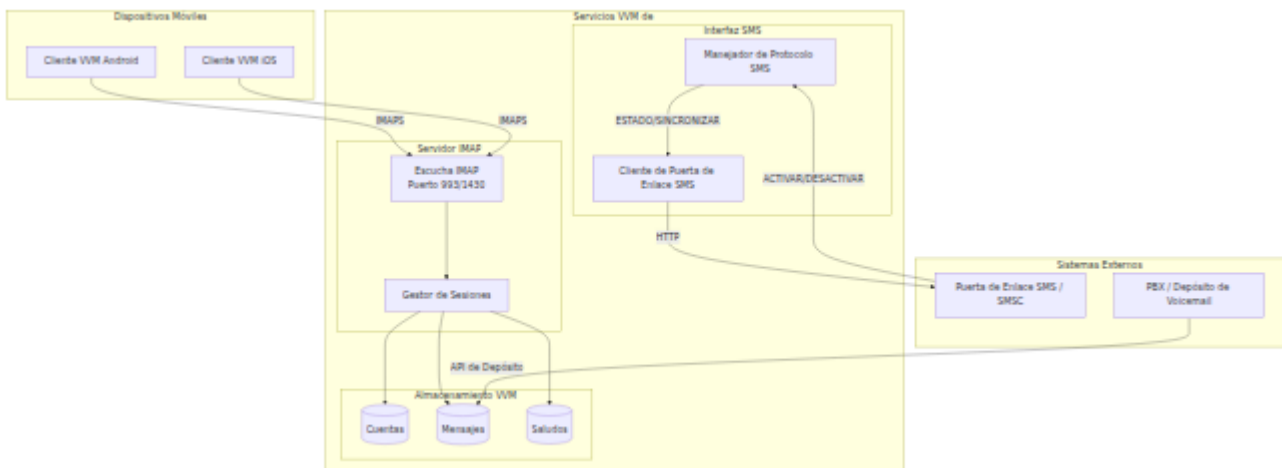 Dispositivos Móviles
Cliente VVM Android
Cliente VVM iOS
Servicios VVM de
Interfaz SMS
Manejador de Protocolo
SMS
IMAPS
IMAPS
ESTADO/SINCRONIZAR
Servidor IMAP
Escucha IMAP
Puerto 993/1430
Cliente de Puerta de
Enlace SMS
ACTIVAR/DESACTIVAR
HTTP
Sistemas Externos
Gestor de Sesiones
Puerta de Enlace SMS /
SMSC
PBX / Depósito de
Voicemail
API de Depósito
Almacenamiento VVM
Cuentas
Mensajes
Saludos